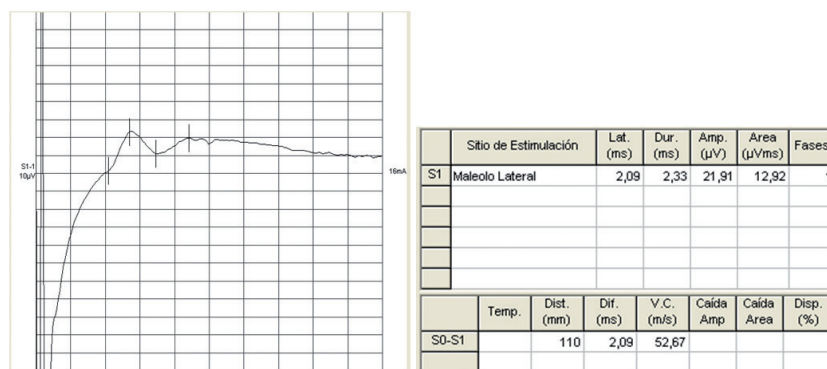 S1-1
10µV
16mA
Sitio de Estimulación Lat. (ms) Dur. (ms) Amp. (µV) Area (µVms) Fases
S1 Maleolo Lateral 2,09 2,33 21,91 12,92
Temp. Dist. (mm) Dif. (ms) V.C. (m/s) Caída Amp Caída Area Disp. (%)
S0-S1 110 2,09 52,67